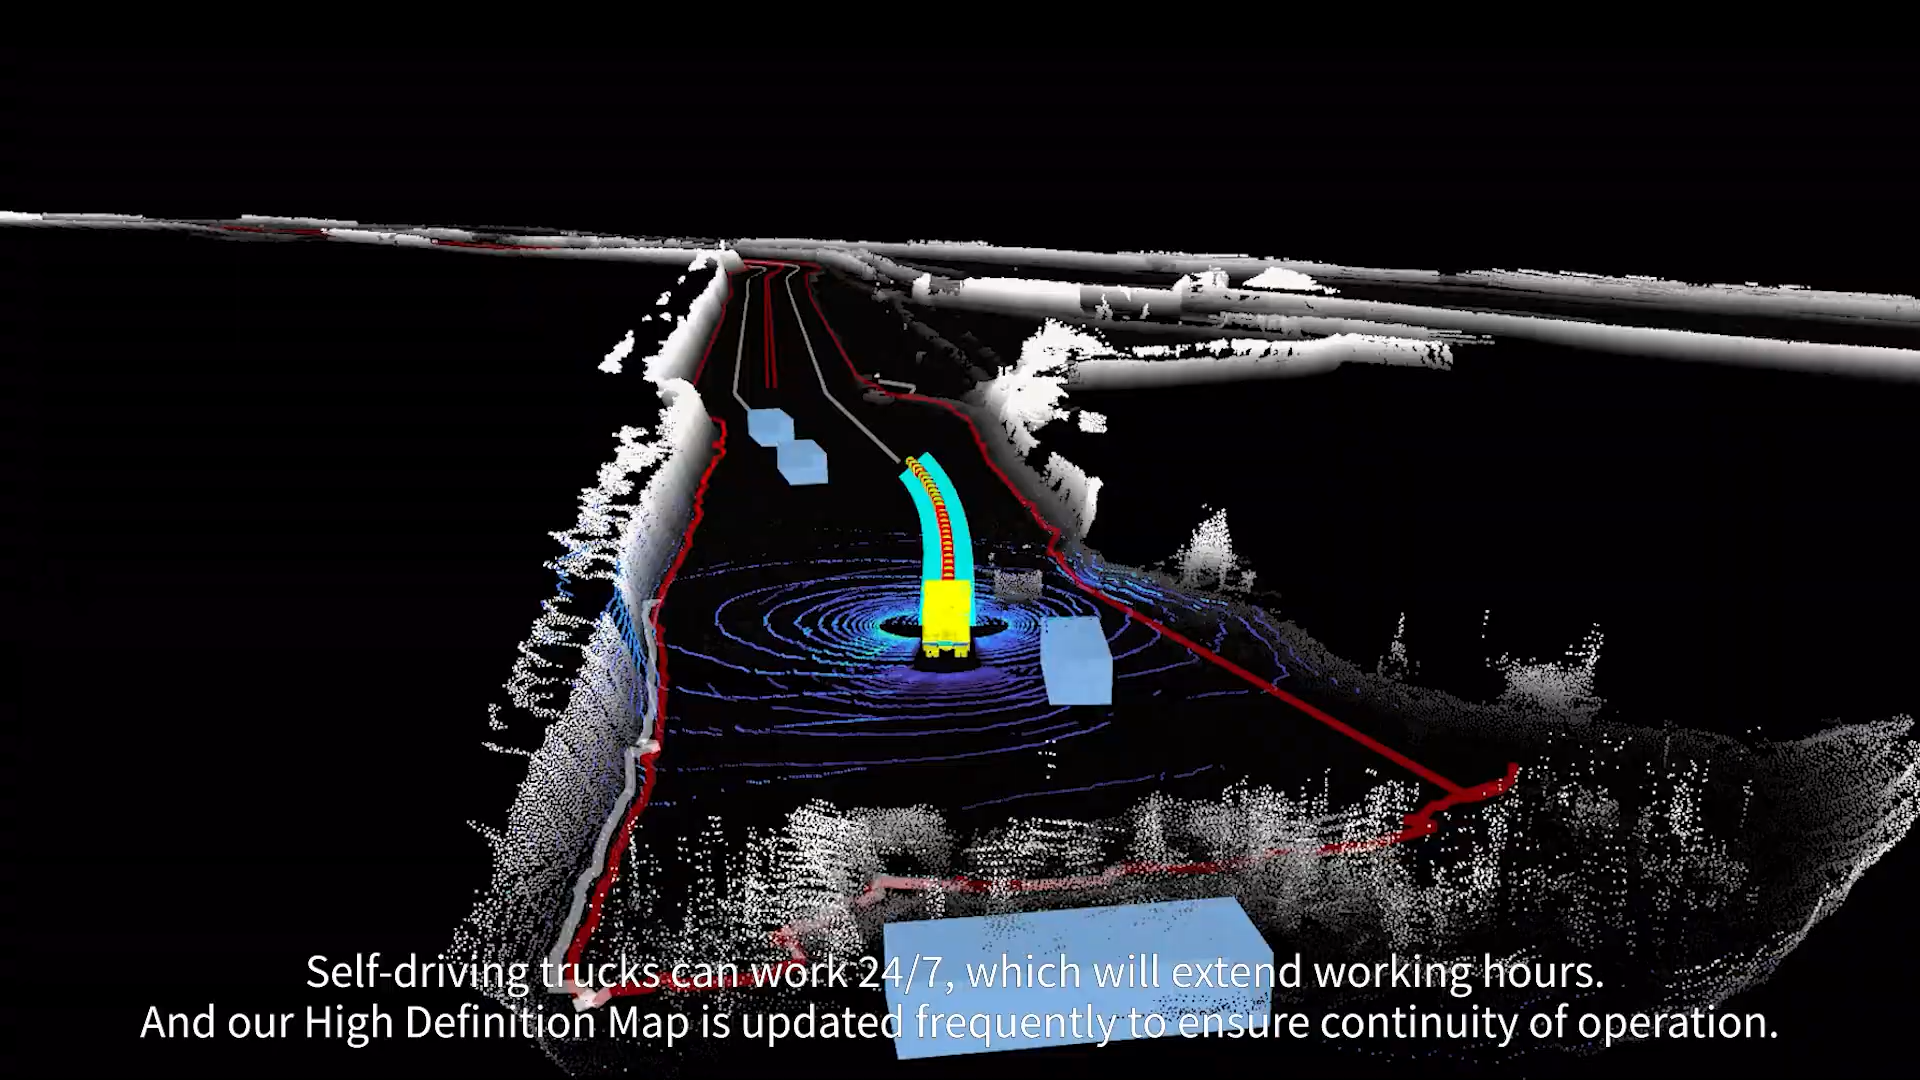 Self-driving trucks can work 24/7, which will extend working hours.
And our High Definition Map is updated frequently to ensure continuity of operation.